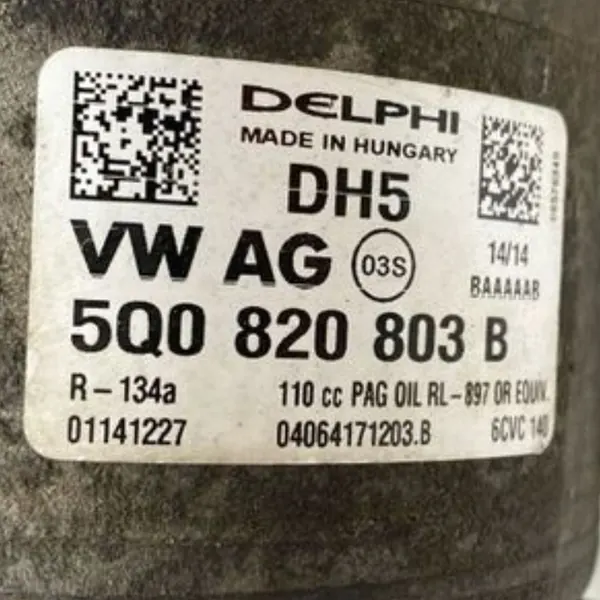 DELPHI
MADE IN HUNGARY
DH5
VW AG 03S
14/14
BAAAAAB
5Q0 820 803 B
R-134a 110 cc PAG OIL RL-897 OR EQUIV.
01141227 04064171203.B 6CVC 140